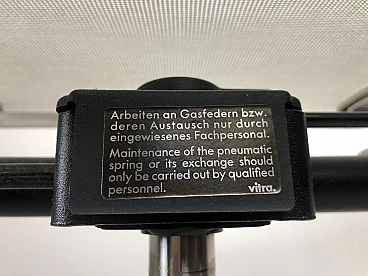 Arbeiten an Gasfedern bzw.
deren Austausch nur durch
eingewiesenes Fachpersonal.
Maintenance of the pneumatic
spring or its exchange should
only be carried out by qualified
personnel. vitra.